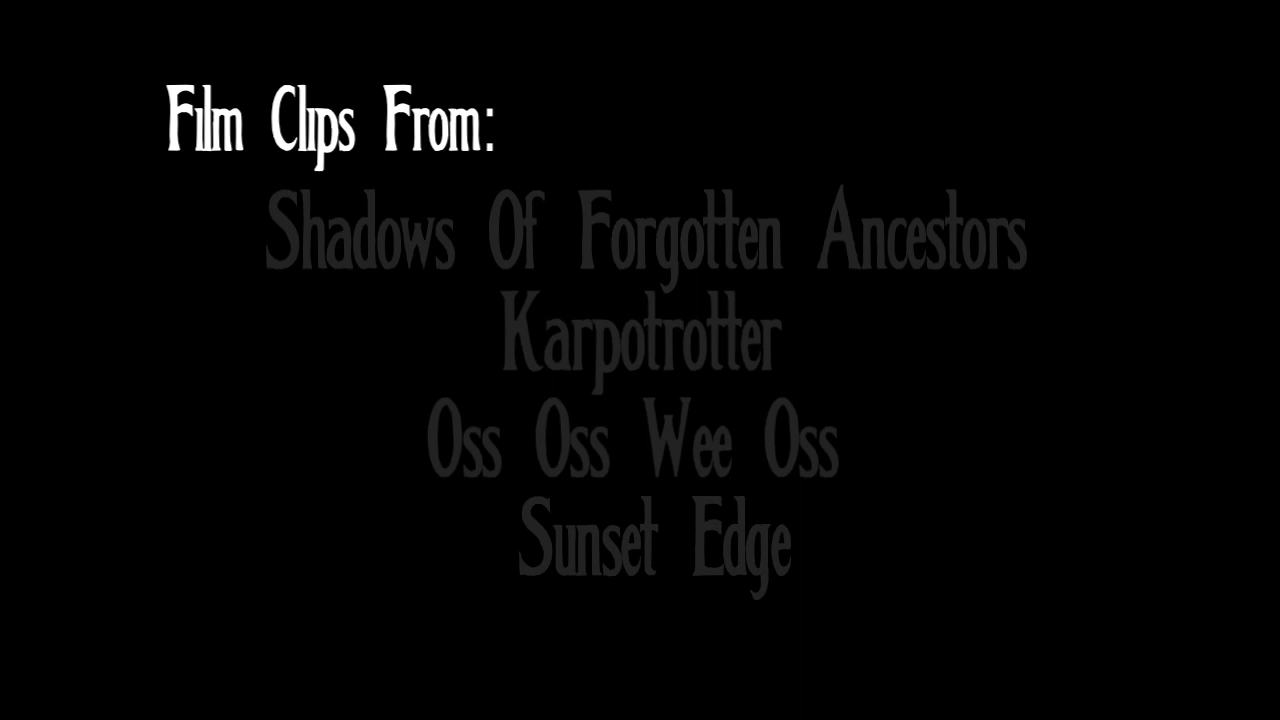 Film Clips From:
Shadows Of Forgotten Ancestors
Karpotrotter
Oss Oss Wee Oss
Sunset Edge